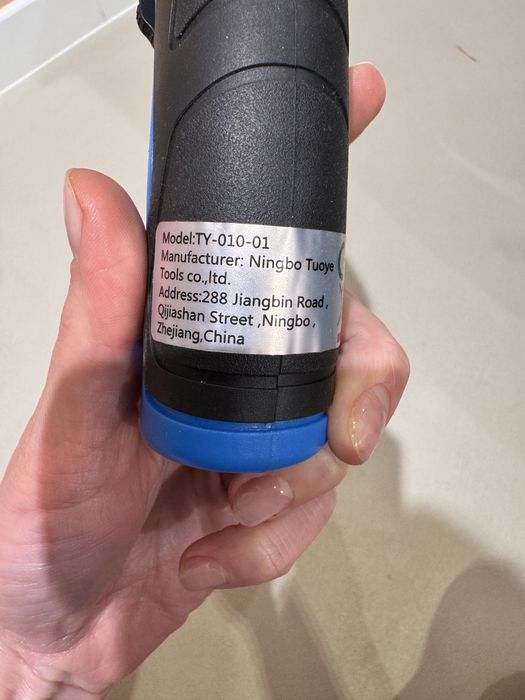 Model:TY-010-01
Manufacturer: Ningbo Tuoye
Tools co.,ltd.
Address:288 Jiangbin Road,
Qijiashan Street ,Ningbo ,
Zhejiang,China